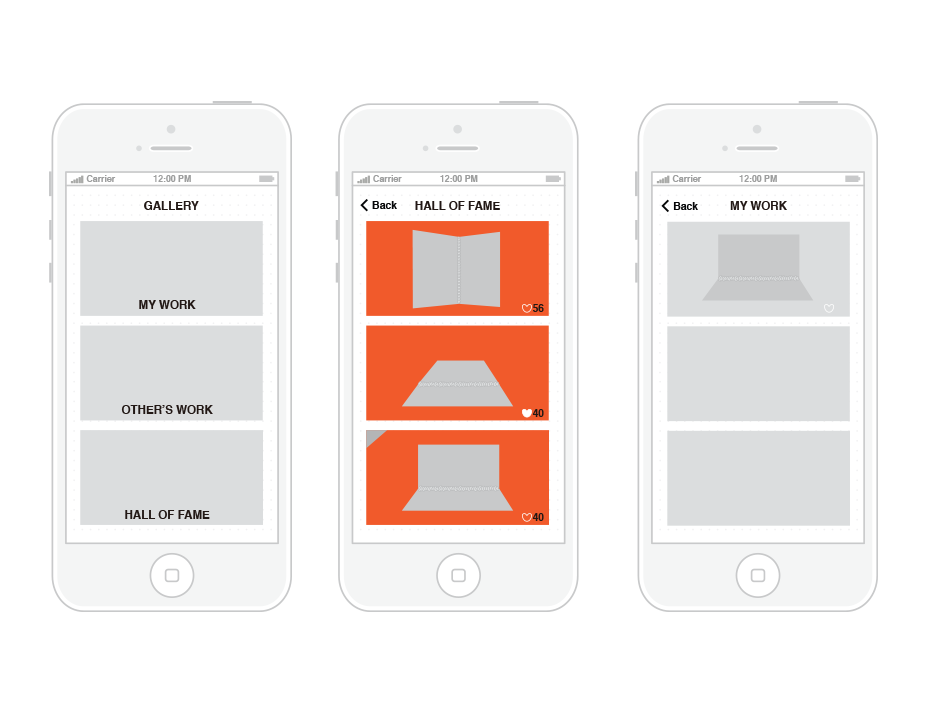 Carrier 12:00 PM
GALLERY
MY WORK
OTHER'S WORK
HALL OF FAME
Carrier 12:00 PM
Back HALL OF FAME
56
40
40
Carrier 12:00 PM
Back MY WORK